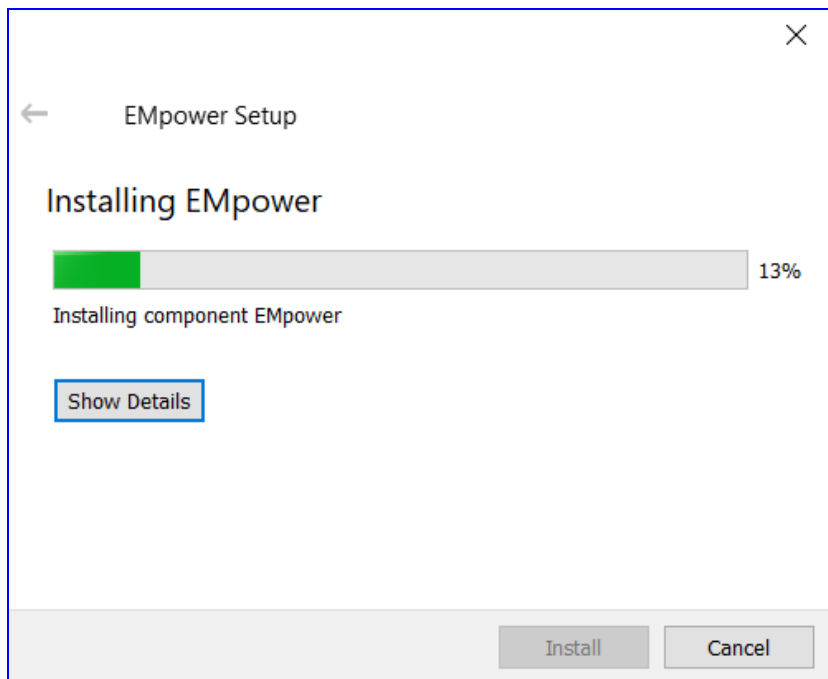 EMpower Setup
Installing EMpower
13%
Installing component EMpower
Show Details
Install
Cancel